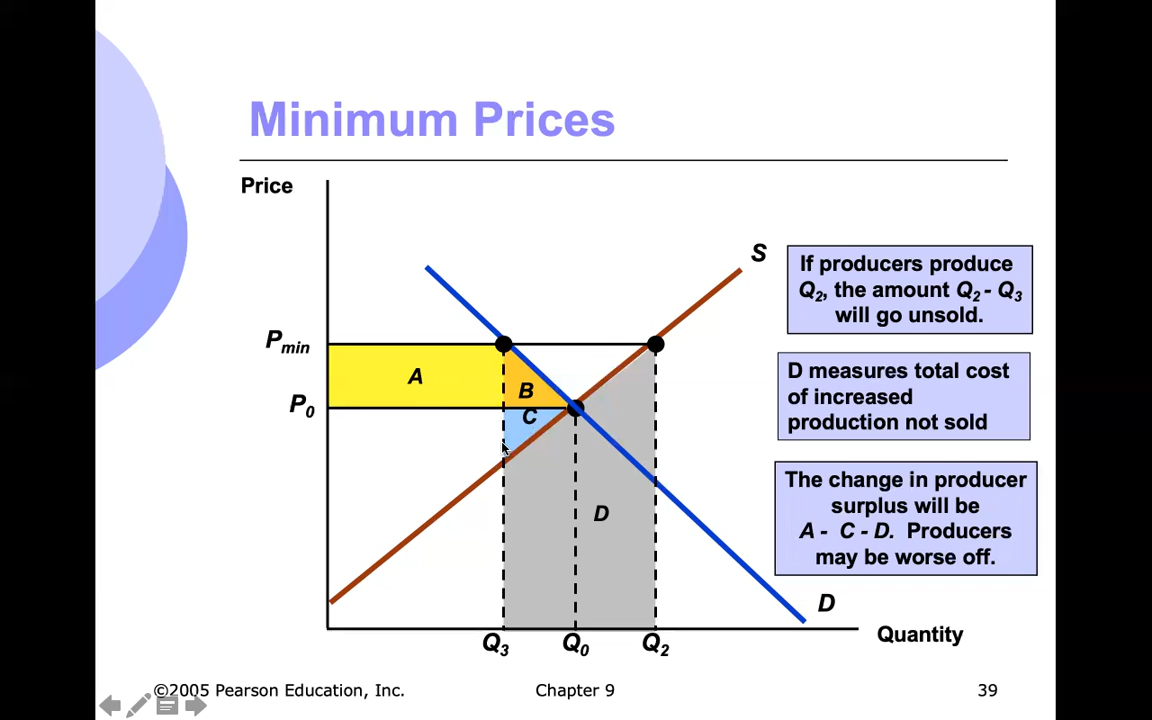 Minimum Prices
Price
S
If producers produce
Q2, the amount Q2 - Q3
will go unsold.
Pmin
D measures total cost
of increased
production not sold
A
B
P0
C
The change in producer
surplus will be
A - C - D. Producers
may be worse off.
D
D
Quantity
Q3
Q0
Q2
©2005 Pearson Education, Inc.
Chapter 9
39